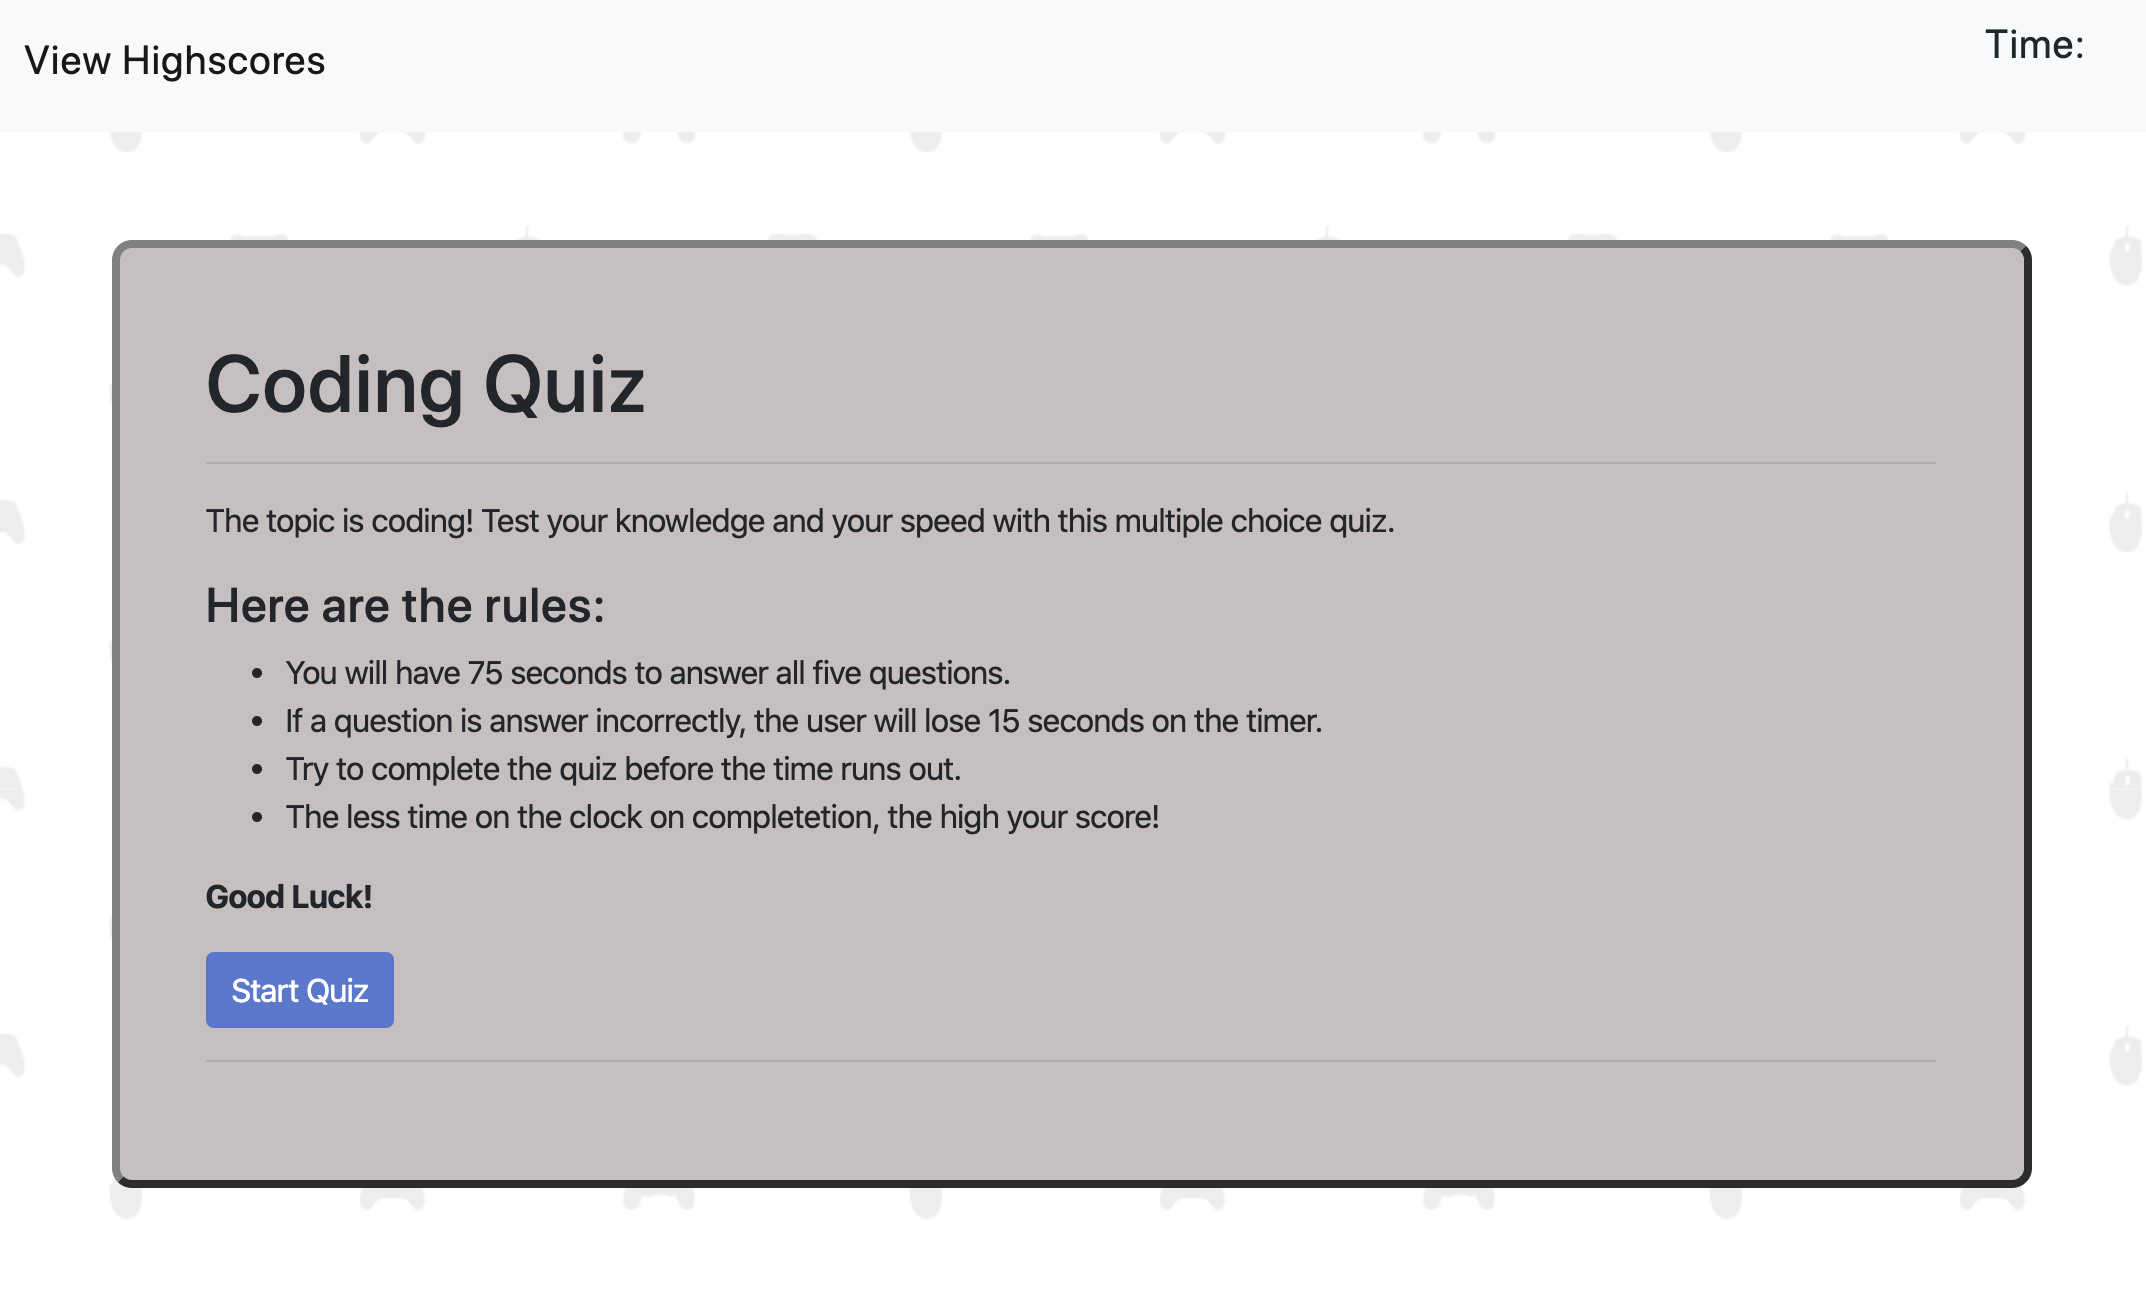 View Highscores
Time:
Coding Quiz
The topic is coding! Test your knowledge and your speed with this multiple choice quiz.
Here are the rules:
• You will have 75 seconds to answer all five questions.
• If a question is answer incorrectly, the user will lose 15 seconds on the timer.
• Try to complete the quiz before the time runs out.
• The less time on the clock on completetion, the high your score!
Good Luck!
Start Quiz